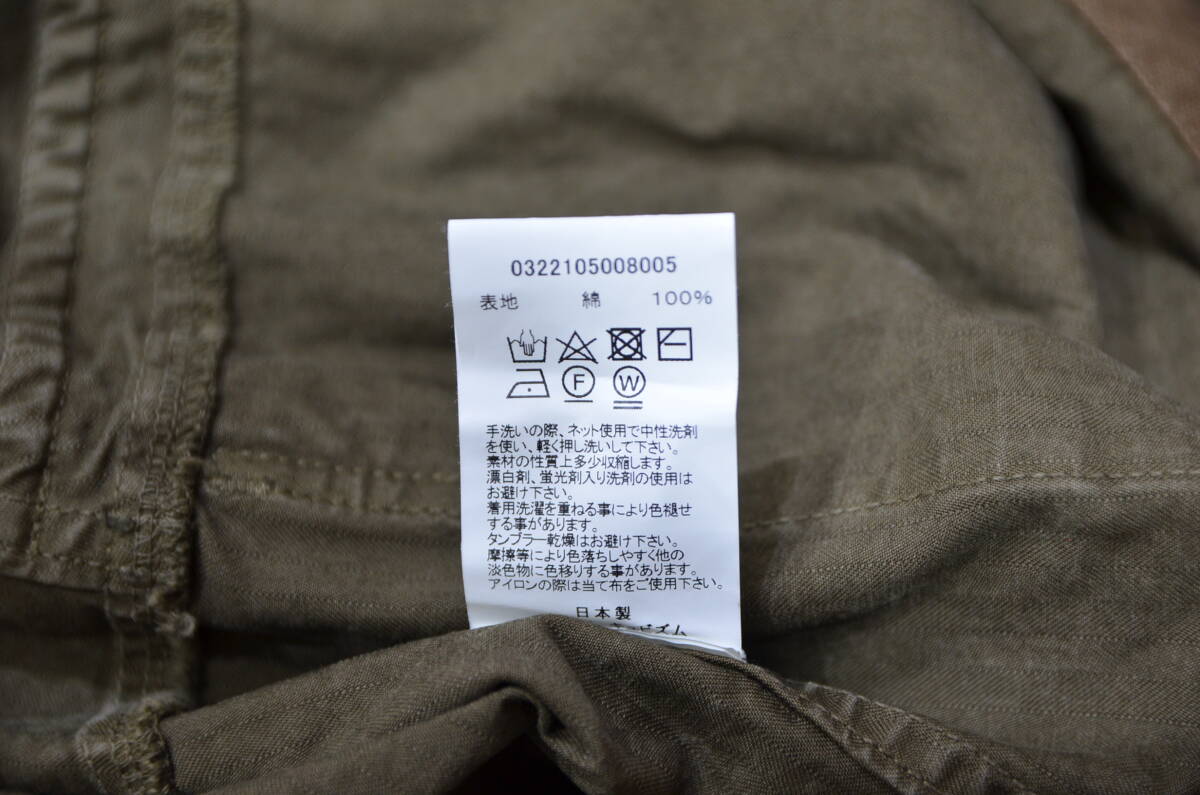 0322105008005
表地 綿 100%
F W
手洗いの際、ネット使用で中性洗剤
を使い、軽く押し洗いして下さい。
素材の性質上多少収縮します。
漂白剤、蛍光剤入り洗剤の使用は
お避け下さい。
着用洗濯を重ねる事により色褪せ
する事があります。
タンブラー乾燥はお避け下さい。
摩擦等により色落ちしやすく他の
淡色物に色移りする事があります。
アイロンの際は当て布をご使用下さい。
日本製